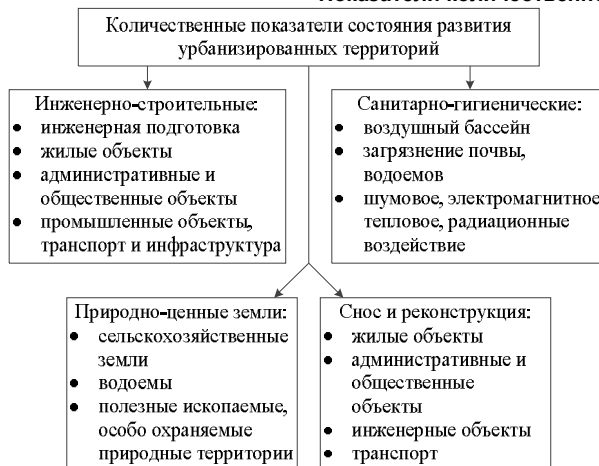 Количественные показатели состояния развития
урбанизированных территорий
Инженерно-строительные:
● инженерная подготовка
● жилые объекты
● административные и
общественные объекты
● промышленные объекты,
транспорт и инфраструктура
Санитарно-гигиенические:
● воздушный бассейн
● загрязнение почвы,
водоемов
● шумовое, электромагнитное,
тепловое, радиационные
воздействие
Природно-ценные земли:
● сельскохозяйственные
земли
● водоемы
● полезные ископаемые,
особо охраняемые
природные территории
Снос и реконструкция:
● жилые объекты
● административные и
общественные
объекты
● инженерные объекты
● транспорт